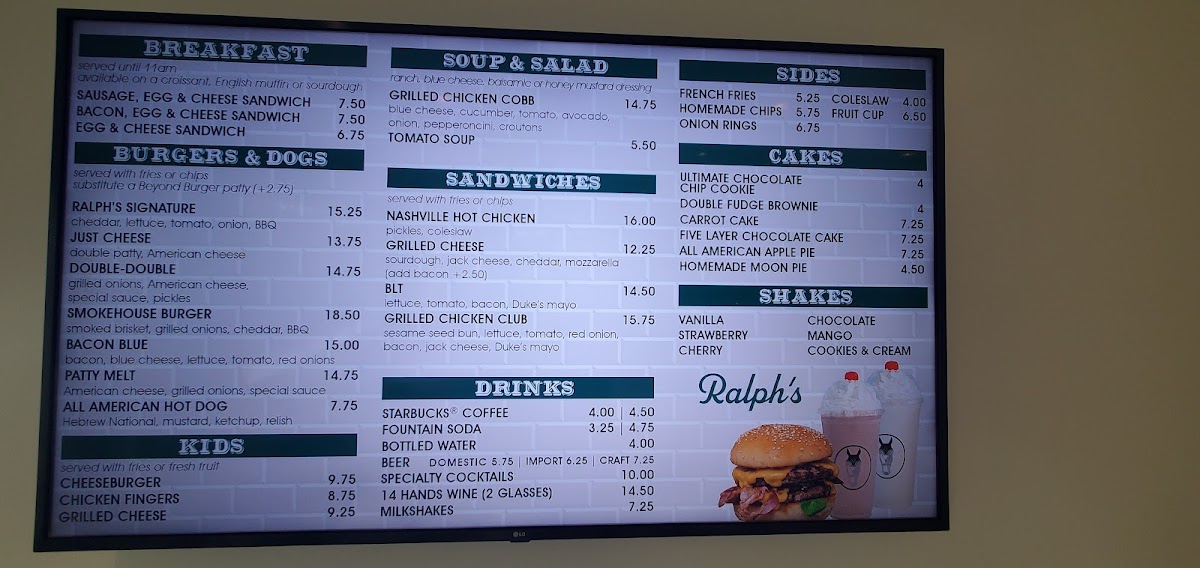 BREAKFAST
served until 11am
available on a croissant, English muffin or sourdough
SAUSAGE, EGG & CHEESE SANDWICH 7.50
BACON, EGG & CHEESE SANDWICH 7.50
EGG & CHEESE SANDWICH 6.75
BURGERS & DOGS
served with fries or chips
substitute a Beyond Burger patty (+2.75)
RALPH'S SIGNATURE 15.25
cheddar, lettuce, tomato, onion, BBQ
JUST CHEESE 13.75
double patty, American cheese
DOUBLE-DOUBLE 14.75
grilled onions, American cheese,
special sauce, pickles
SMOKEHOUSE BURGER 18.50
smoked brisket, grilled onions, cheddar, BBQ
BACON BLUE 15.00
bacon, blue cheese, lettuce, tomato, red onions
PATTY MELT 14.75
American cheese, grilled onions, special sauce
ALL AMERICAN HOT DOG 7.75
Hebrew National, mustard, ketchup, relish
KIDS
served with fries or fresh fruit
CHEESEBURGER 9.75
CHICKEN FINGERS 8.75
GRILLED CHEESE 9.25
SOUP & SALAD
ranch, blue cheese, balsamic or honey mustard dressing
GRILLED CHICKEN COBB 14.75
blue cheese, cucumber, tomato, avocado,
onion, pepperoncini, croutons
TOMATO SOUP 5.50
SANDWICHES
served with fries or chips
NASHVILLE HOT CHICKEN 16.00
pickles, coleslaw
GRILLED CHEESE 12.25
sourdough, jack cheese, cheddar, mozzarella
(add bacon +2.50)
BLT 14.50
lettuce, tomato, bacon, Duke's mayo
GRILLED CHICKEN CLUB 15.75
sesame seed bun, lettuce, tomato, red onion,
bacon, jack cheese, Duke's mayo
DRINKS
STARBUCKS® COFFEE 4.00 | 4.50
FOUNTAIN SODA 3.25 | 4.75
BOTTLED WATER 4.00
BEER DOMESTIC 5.75 | IMPORT 6.25 | CRAFT 7.25
SPECIALTY COCKTAILS 10.00
14 HANDS WINE (2 GLASSES) 14.50
MILKSHAKES 7.25
SIDES
FRENCH FRIES 5.25 COLESLAW 4.00
HOMEMADE CHIPS 5.75 FRUIT CUP 6.50
ONION RINGS 6.75
CAKES
ULTIMATE CHOCOLATE
CHIP COOKIE 4
DOUBLE FUDGE BROWNIE 4
CARROT CAKE 7.25
FIVE LAYER CHOCOLATE CAKE 7.25
ALL AMERICAN APPLE PIE 7.25
HOMEMADE MOON PIE 4.50
SHAKES
VANILLA CHOCOLATE
STRAWBERRY MANGO
CHERRY COOKIES & CREAM
Ralph's
LG